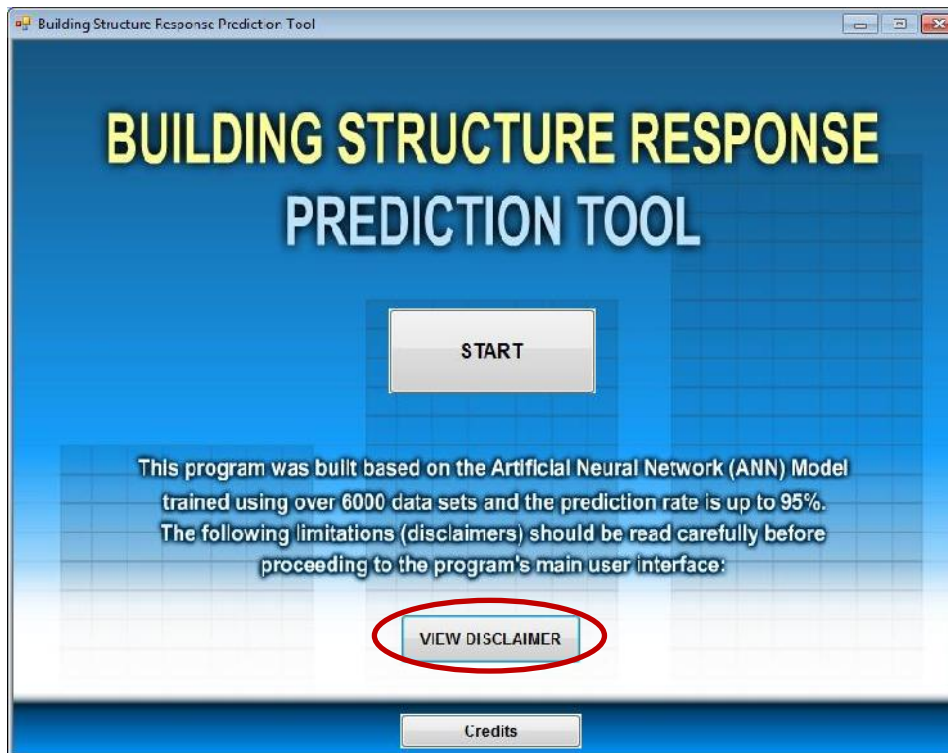 Building Structure Response Prediction Tool
BUILDING STRUCTURE RESPONSE
PREDICTION TOOL
START
This program was built based on the Artificial Neural Network (ANN) Model
trained using over 6000 data sets and the prediction rate is up to 95%.
The following limitations (disclaimers) should be read carefully before
proceeding to the program's main user interface:
VIEW DISCLAIMER
Credits